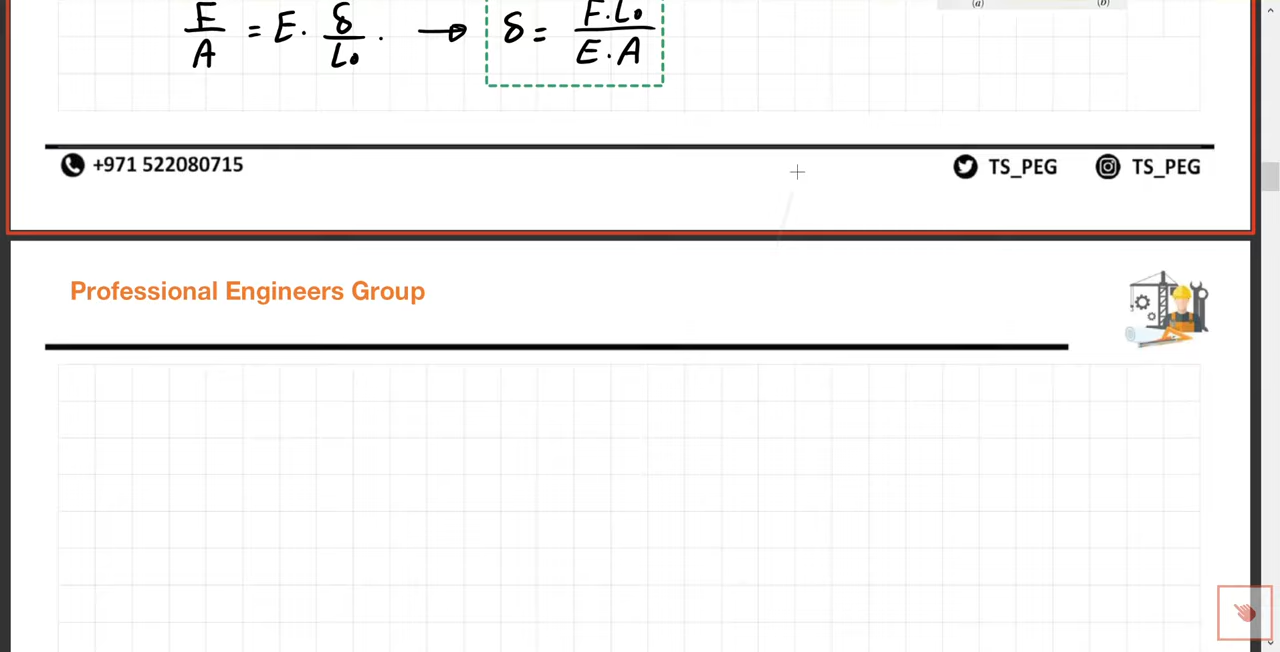 (a) (b)
F/A = E · δ/L₀ · → δ = F·L₀/E·A
+971 522080715 TS_PEG TS_PEG
Professional Engineers Group